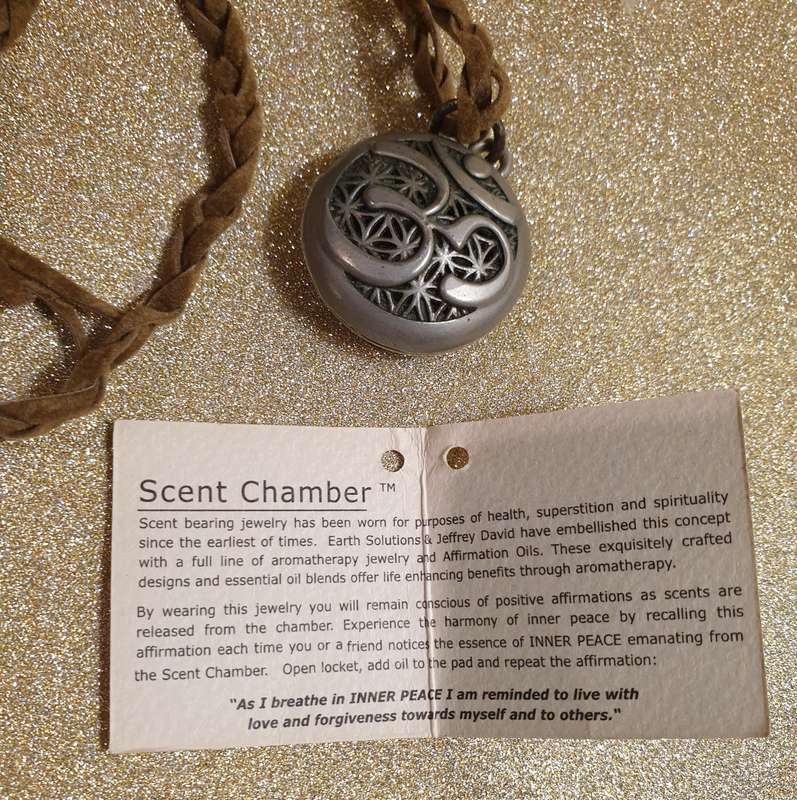 Scent Chamber ™
Scent bearing jewelry has been worn for purposes of health, superstition and spirituality
since the earliest of times. Earth Solutions & Jeffrey David have embellished this concept
with a full line of aromatherapy jewelry and Affirmation Oils. These exquisitely crafted
designs and essential oil blends offer life enhancing benefits through aromatherapy.
By wearing this jewelry you will remain conscious of positive affirmations as scents are
released from the chamber. Experience the harmony of inner peace by recalling this
affirmation each time you or a friend notices the essence of INNER PEACE emanating from
the Scent Chamber. Open locket, add oil to the pad and repeat the affirmation:
"As I breathe in INNER PEACE I am reminded to live with
love and forgiveness towards myself and to others."